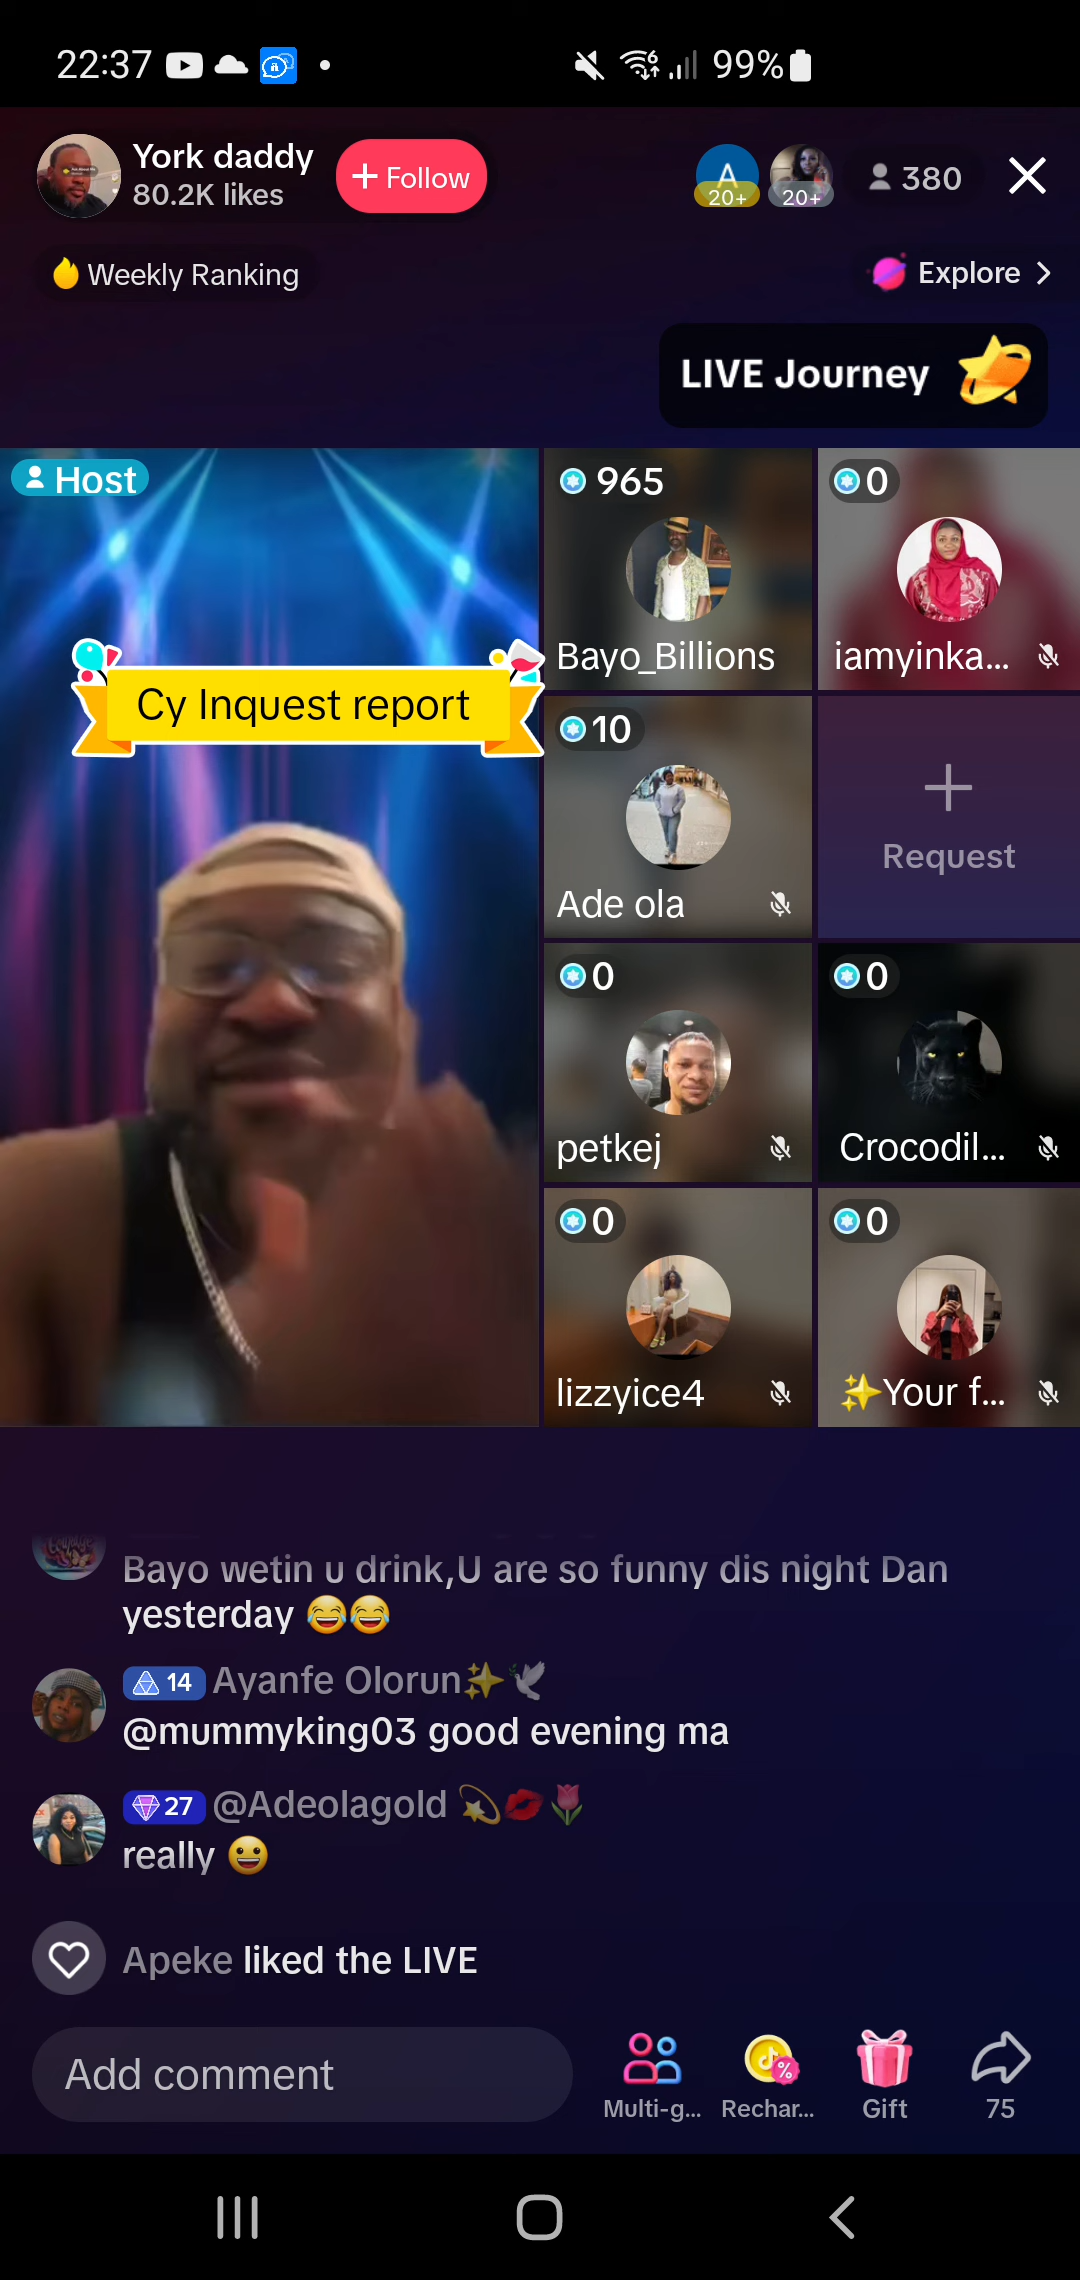 22:37
99%
York daddy
80.2K likes
+ Follow
A
20+
20+
380
Weekly Ranking
Explore >
LIVE Journey
Host
Cy Inquest report
965
Bayo_Billions
0
iamyinka...
10
Ade ola
Request
0
petkej
0
Crocodil...
0
lizzyice4
0
✨Your f...
Bayo wetin u drink,U are so funny dis night Dan
yesterday 😂😂
14 Ayanfe Olorun✨🕊
@mummyking03 good evening ma
27 @Adeolagold 💫💋🌷
really 😀
Apeke liked the LIVE
Add comment
Multi-g...
Rechar...
Gift
75